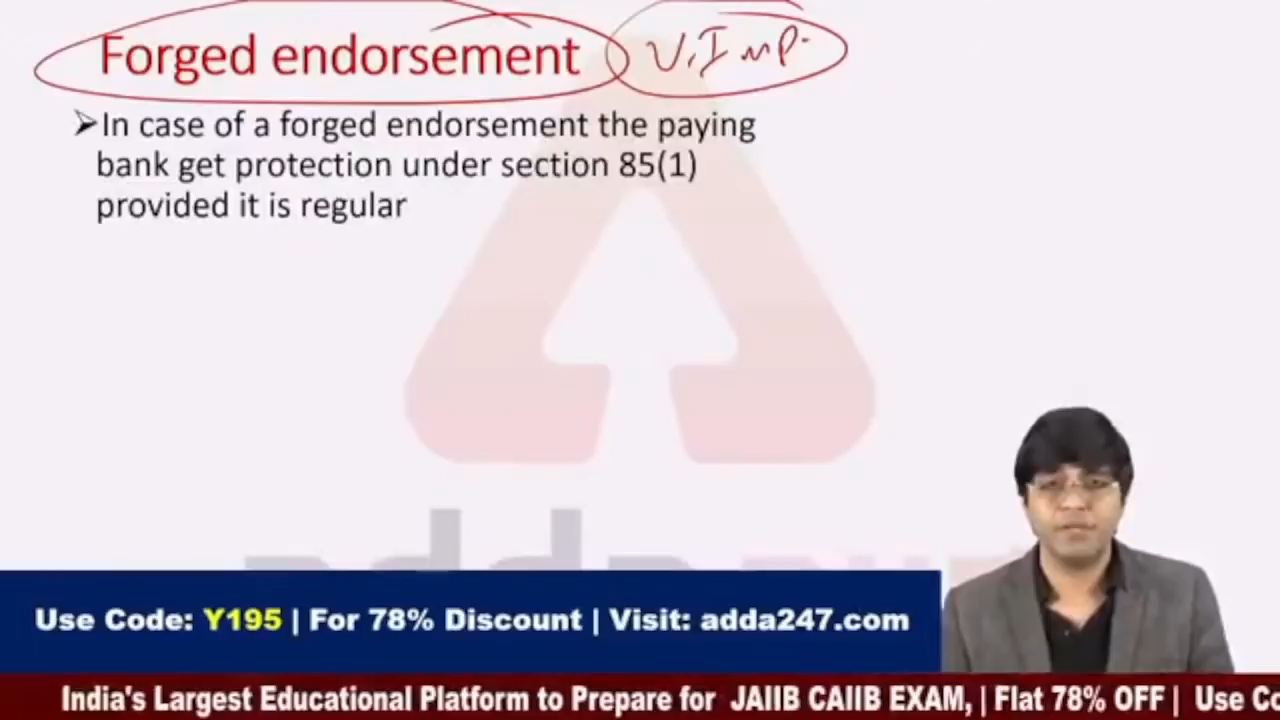 Forged endorsement V. Imp.
➤In case of a forged endorsement the paying
bank get protection under section 85(1)
provided it is regular
Use Code: Y195 | For 78% Discount | Visit: adda247.com
India's Largest Educational Platform to Prepare for JAIIB CAIIB EXAM, | Flat 78% OFF | Use Co